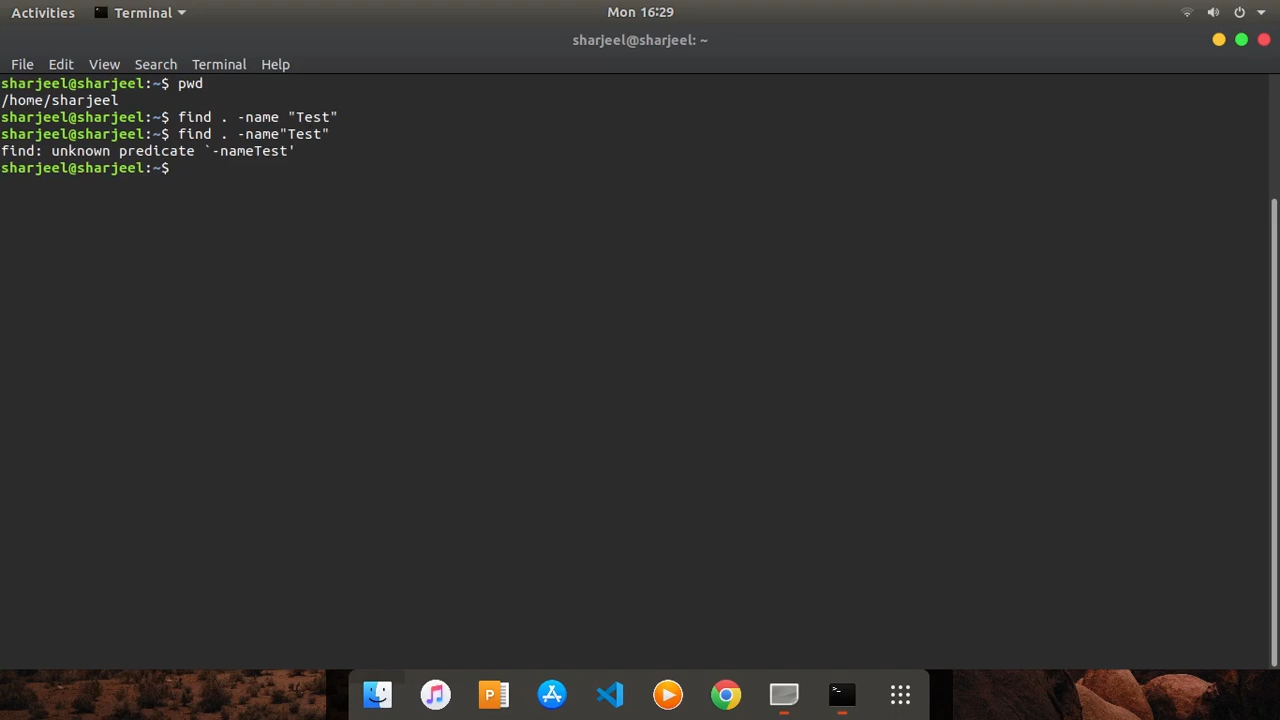 Activities Terminal Mon 16:29
sharjeel@sharjeel: ~
File Edit View Search Terminal Help
sharjeel@sharjeel:~$ pwd
/home/sharjeel
sharjeel@sharjeel:~$ find . -name "Test"
sharjeel@sharjeel:~$ find . -name"Test"
find: unknown predicate `-nameTest'
sharjeel@sharjeel:~$
P >_